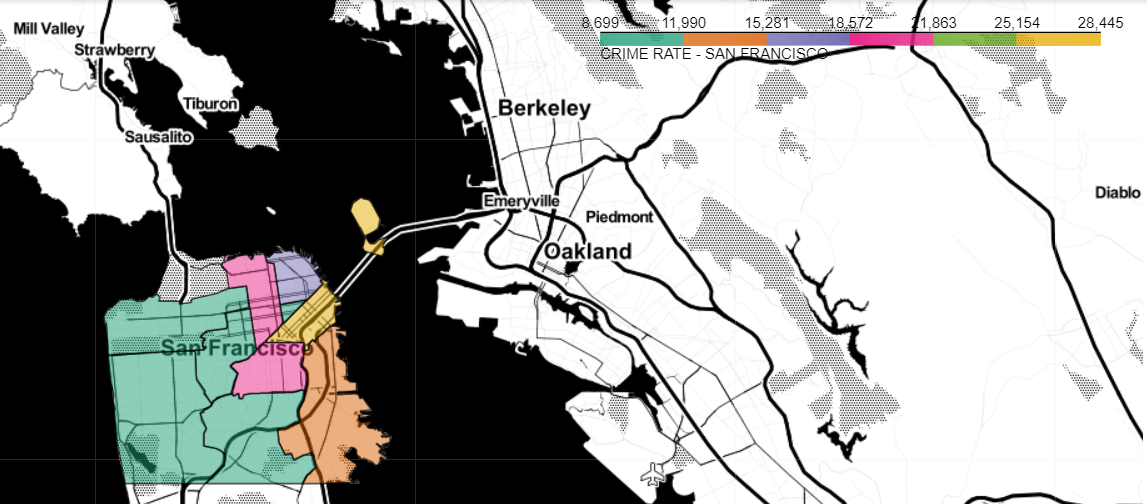 8,699 11,990 15,281 18,572 21,863 25,154 28,445
CRIME RATE - SAN FRANCISCO
Mill Valley
Strawberry
Tiburon
Sausalito
Berkeley
Emeryville
Piedmont
Oakland
Diablo
San Francisco